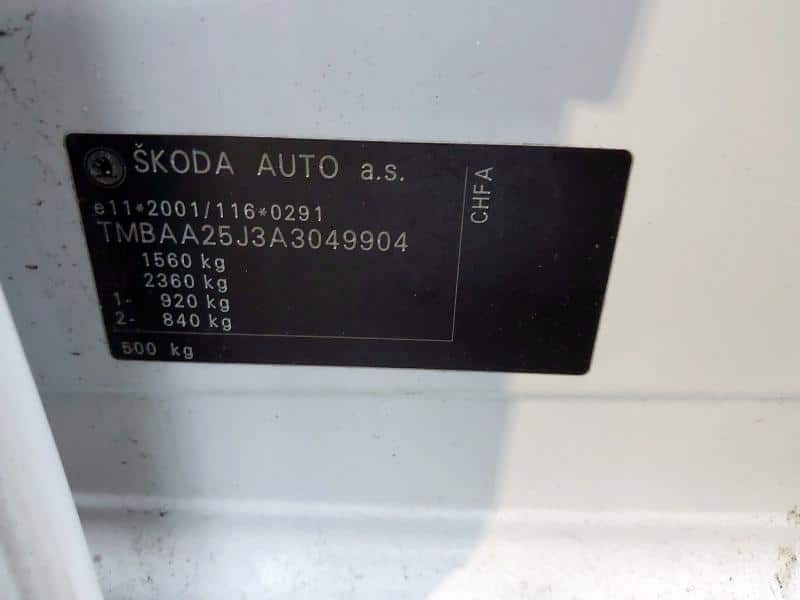 ŠKODA AUTO a.s.
e11*2001/116*0291
TMBAA25J3A3049904
1560 kg
2360 kg
1- 920 kg
2- 840 kg
500 kg
CHFA